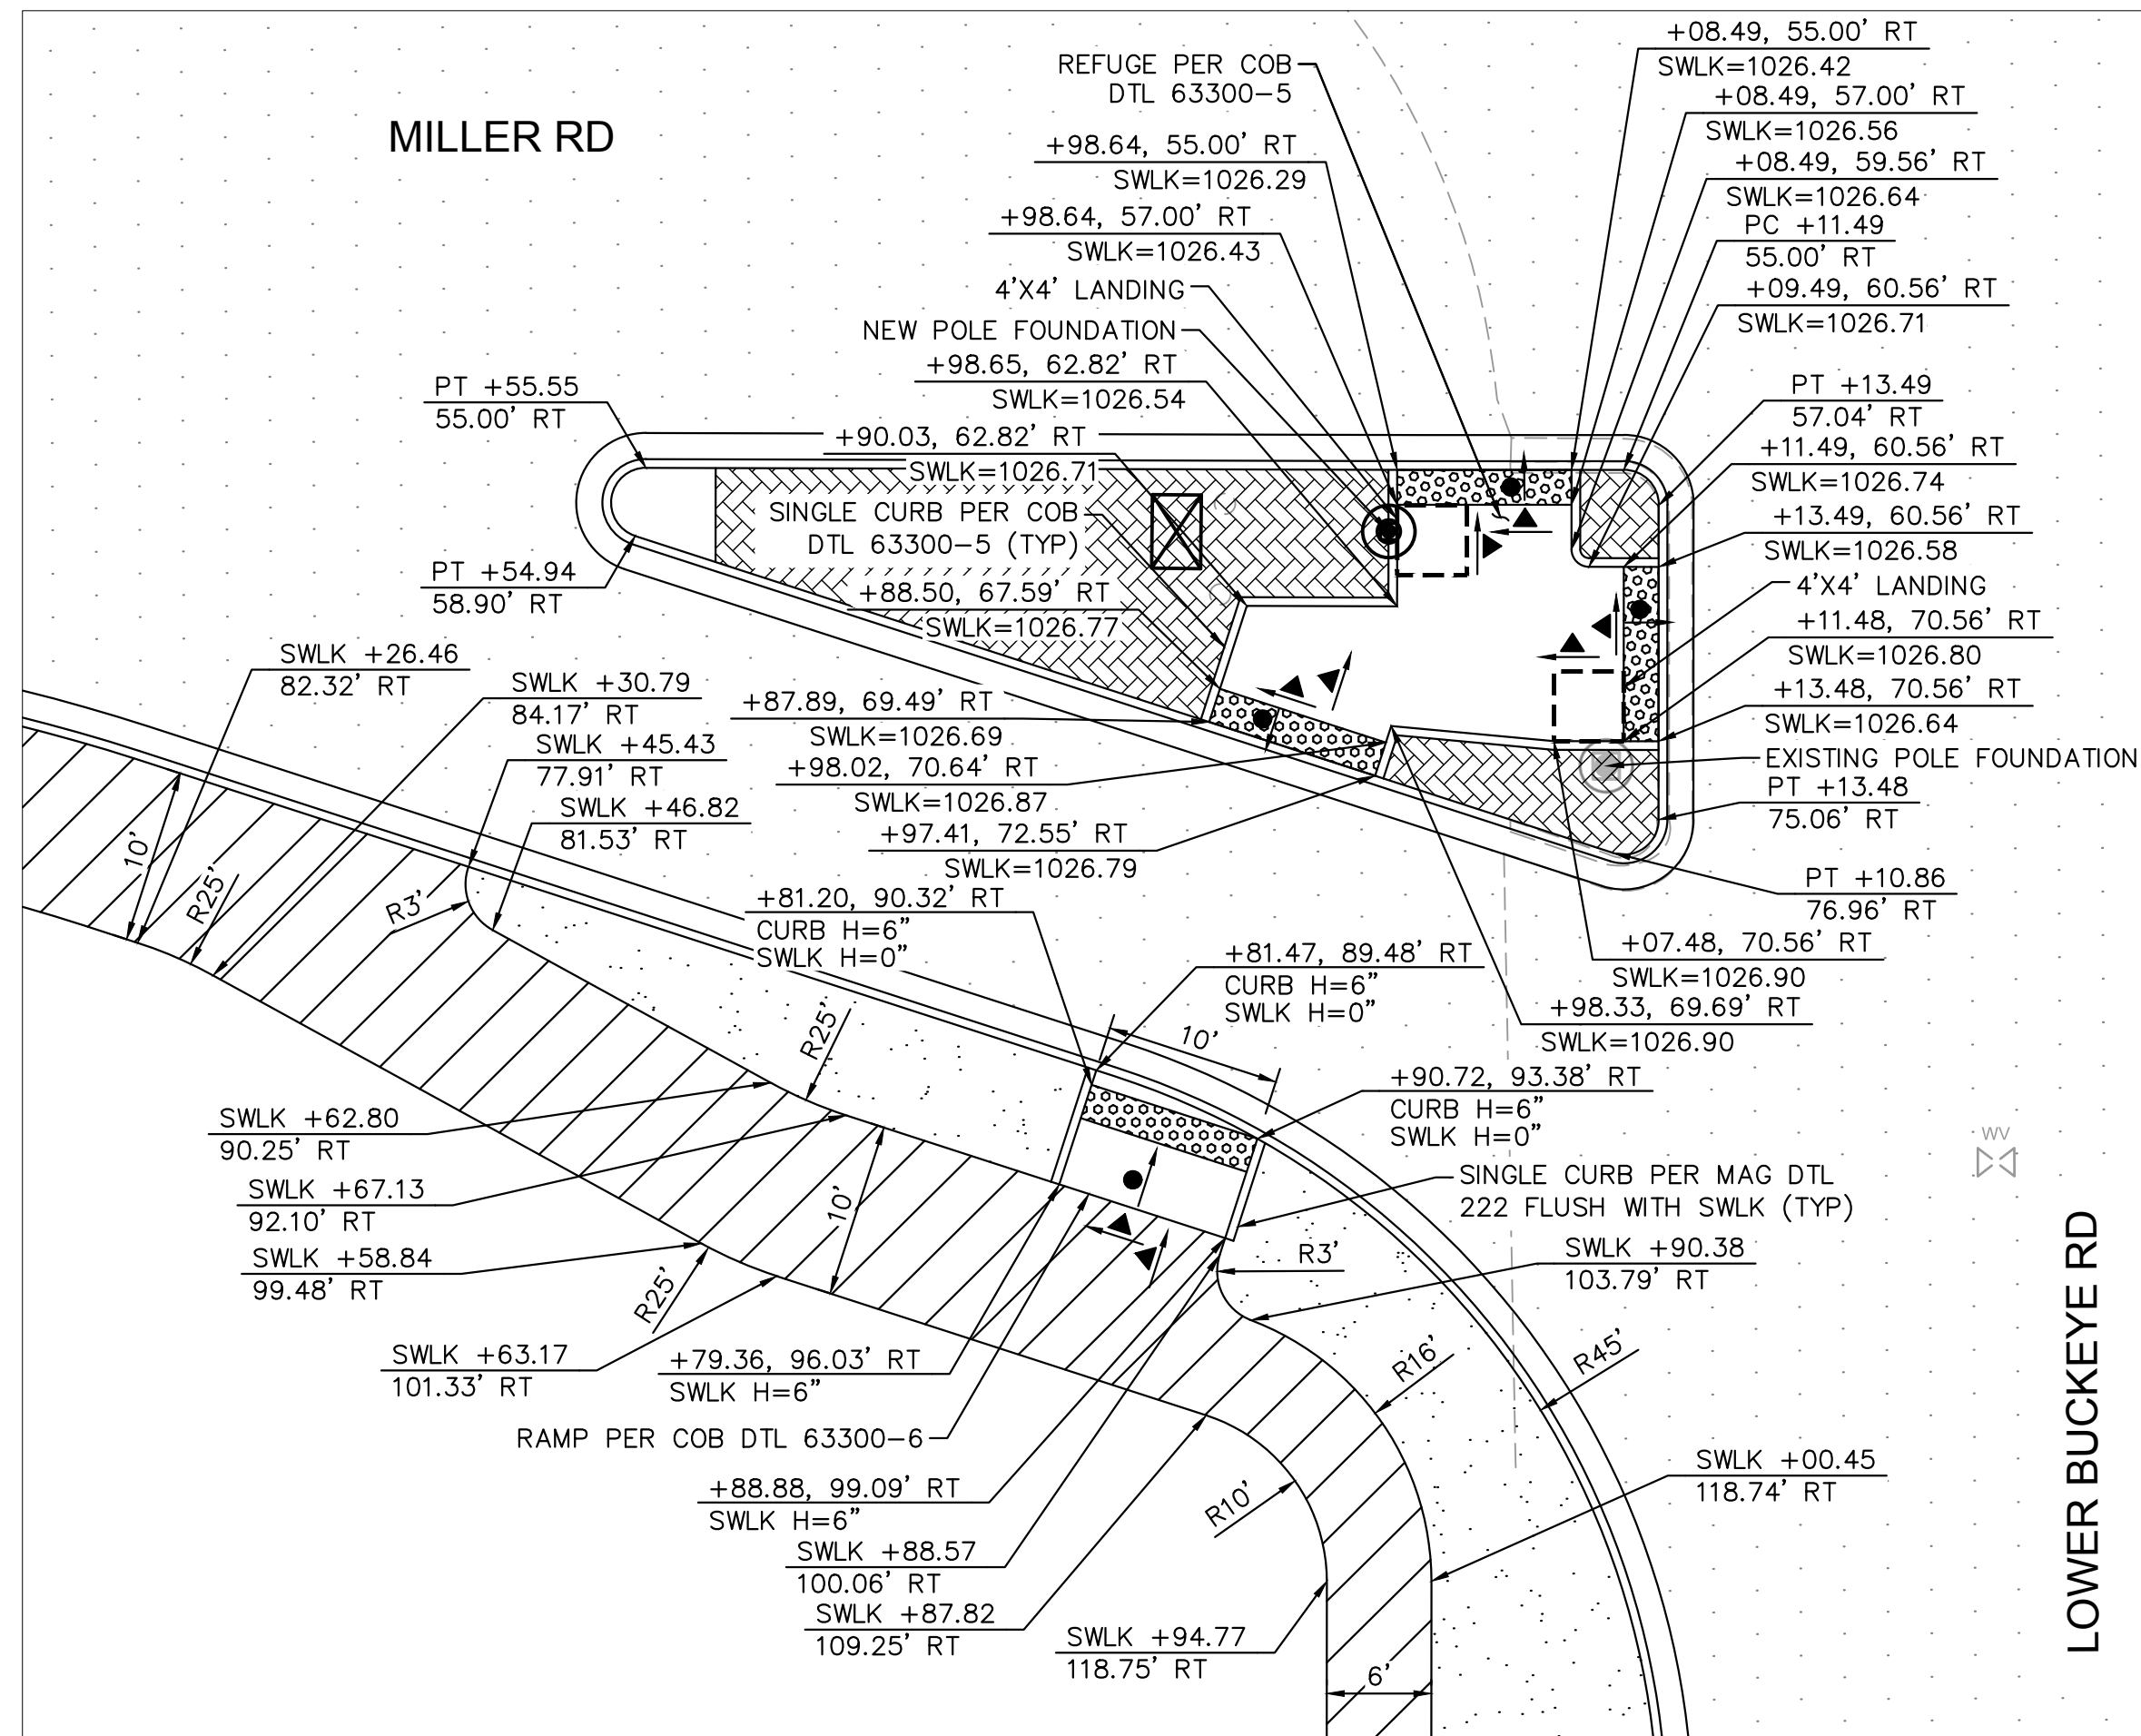 MILLER RD
REFUGE PER COB
DTL 63300-5
+98.64, 55.00' RT
SWLK=1026.29
+98.64, 57.00' RT
SWLK=1026.43
4'X4' LANDING
NEW POLE FOUNDATION
+98.65, 62.82' RT
SWLK=1026.54
+90.03, 62.82' RT
SWLK=1026.71
SINGLE CURB PER COB
DTL 63300-5 (TYP)
+88.50, 67.59' RT
SWLK=1026.77
+87.89, 69.49' RT
SWLK=1026.69
+98.02, 70.64' RT
SWLK=1026.87
+97.41, 72.55' RT
SWLK=1026.79
+08.49, 55.00' RT
SWLK=1026.42
+08.49, 57.00' RT
SWLK=1026.56
+08.49, 59.56' RT
SWLK=1026.64
PC +11.49
55.00' RT
+09.49, 60.56' RT
SWLK=1026.71
PT +13.49
57.04' RT
+11.49, 60.56' RT
SWLK=1026.74
+13.49, 60.56' RT
SWLK=1026.58
4'X4' LANDING
+11.48, 70.56' RT
SWLK=1026.80
+13.48, 70.56' RT
SWLK=1026.64
EXISTING POLE FOUNDATION
PT +13.48
75.06' RT
PT +10.86
76.96' RT
+07.48, 70.56' RT
SWLK=1026.90
+98.33, 69.69' RT
SWLK=1026.90
PT +55.55
55.00' RT
PT +54.94
58.90' RT
SWLK +26.46
82.32' RT
SWLK +30.79
84.17' RT
SWLK +45.43
77.91' RT
SWLK +46.82
81.53' RT
10'
R25'
R3'
+81.20, 90.32' RT
CURB H=6"
SWLK H=0"
+81.47, 89.48' RT
CURB H=6"
SWLK H=0"
10'
R25'
+90.72, 93.38' RT
CURB H=6"
SWLK H=0"
SINGLE CURB PER MAG DTL
222 FLUSH WITH SWLK (TYP)
WV
SWLK +62.80
90.25' RT
SWLK +67.13
92.10' RT
SWLK +58.84
99.48' RT
10'
R25'
R3'
SWLK +90.38
103.79' RT
SWLK +63.17
101.33' RT
+79.36, 96.03' RT
SWLK H=6"
RAMP PER COB DTL 63300-6
R16'
R45'
+88.88, 99.09' RT
SWLK H=6"
R10'
SWLK +00.45
118.74' RT
SWLK +88.57
100.06' RT
SWLK +87.82
109.25' RT
SWLK +94.77
118.75' RT
6'
LOWER BUCKEYE RD